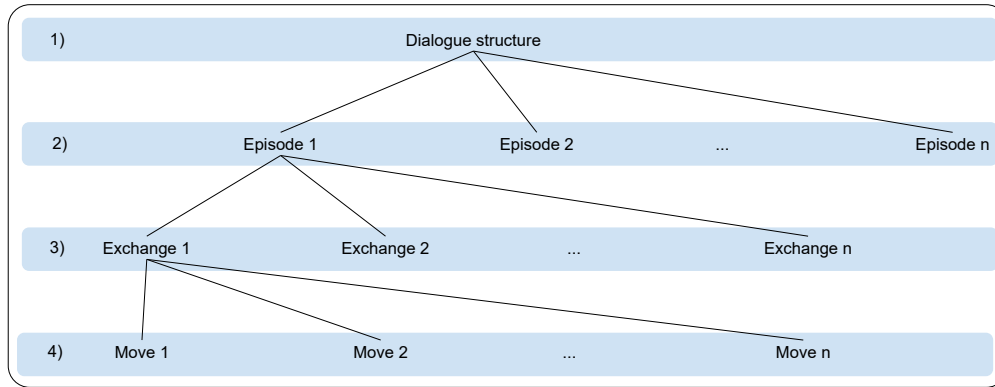 1) Dialogue structure
2) Episode 1 Episode 2 ... Episode n
3) Exchange 1 Exchange 2 ... Exchange n
4) Move 1 Move 2 ... Move n